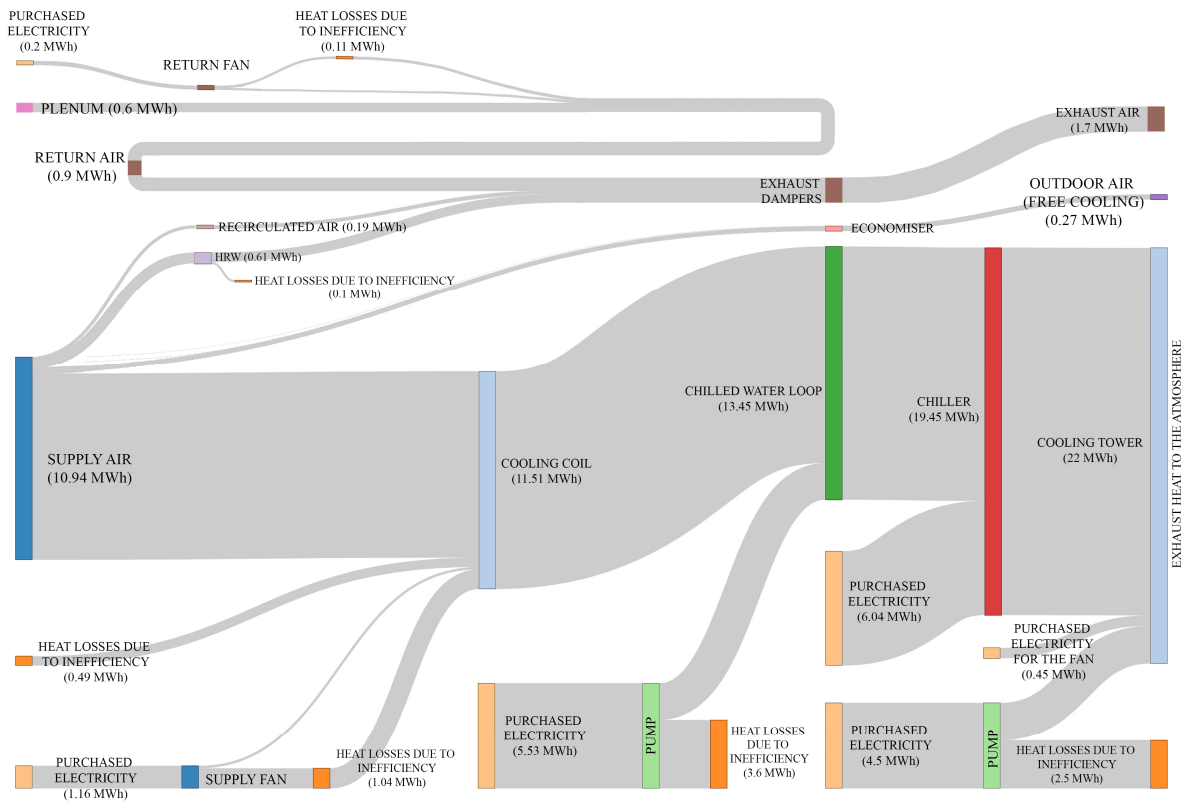 PURCHASED
ELECTRICITY
(0.2 MWh)
HEAT LOSSES DUE
TO INEFFICIENCY
(0.11 MWh)
RETURN FAN
PLENUM (0.6 MWh)
EXHAUST AIR
(1.7 MWh)
RETURN AIR
(0.9 MWh)
EXHAUST
DAMPERS
OUTDOOR AIR
(FREE COOLING)
(0.27 MWh)
RECIRCULATED AIR (0.19 MWh)
ECONOMISER
HRW (0.61 MWh)
HEAT LOSSES DUE TO INEFFICIENCY
(0.1 MWh)
SUPPLY AIR
(10.94 MWh)
COOLING COIL
(11.51 MWh)
CHILLED WATER LOOP
(13.45 MWh)
CHILLER
(19.45 MWh)
COOLING TOWER
(22 MWh)
EXHAUST HEAT TO THE ATMOSPHERE
HEAT LOSSES DUE
TO INEFFICIENCY
(0.49 MWh)
PURCHASED
ELECTRICITY
(6.04 MWh)
PURCHASED
ELECTRICITY
FOR THE FAN
(0.45 MWh)
PURCHASED
ELECTRICITY
(1.16 MWh)
SUPPLY FAN
HEAT LOSSES DUE TO
INEFFICIENCY
(1.04 MWh)
PURCHASED
ELECTRICITY
(5.53 MWh)
PUMP
HEAT LOSSES
DUE TO
INEFFICIENCY
(3.6 MWh)
PURCHASED
ELECTRICITY
(4.5 MWh)
PUMP
HEAT LOSSES DUE TO
INEFFICIENCY
(2.5 MWh)